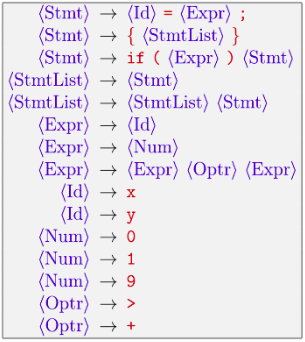 ⟨Stmt⟩ → ⟨Id⟩ = ⟨Expr⟩ ;
⟨Stmt⟩ → { ⟨StmtList⟩ }
⟨Stmt⟩ → if ( ⟨Expr⟩ ) ⟨Stmt⟩
⟨StmtList⟩ → ⟨Stmt⟩
⟨StmtList⟩ → ⟨StmtList⟩ ⟨Stmt⟩
⟨Expr⟩ → ⟨Id⟩
⟨Expr⟩ → ⟨Num⟩
⟨Expr⟩ → ⟨Expr⟩ ⟨Optr⟩ ⟨Expr⟩
⟨Id⟩ → x
⟨Id⟩ → y
⟨Num⟩ → 0
⟨Num⟩ → 1
⟨Num⟩ → 9
⟨Optr⟩ → >
⟨Optr⟩ → +